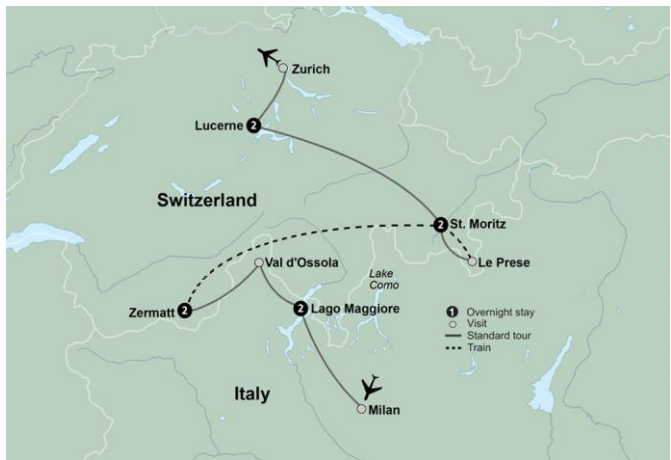 Zurich
Lucerne 2
Switzerland
2
St. Moritz
Val d'Ossola
Le Prese
Lake
Como
Zermatt 2
2 Lago Maggiore
1 Overnight stay
Visit
Standard tour
Train
Italy
Milan